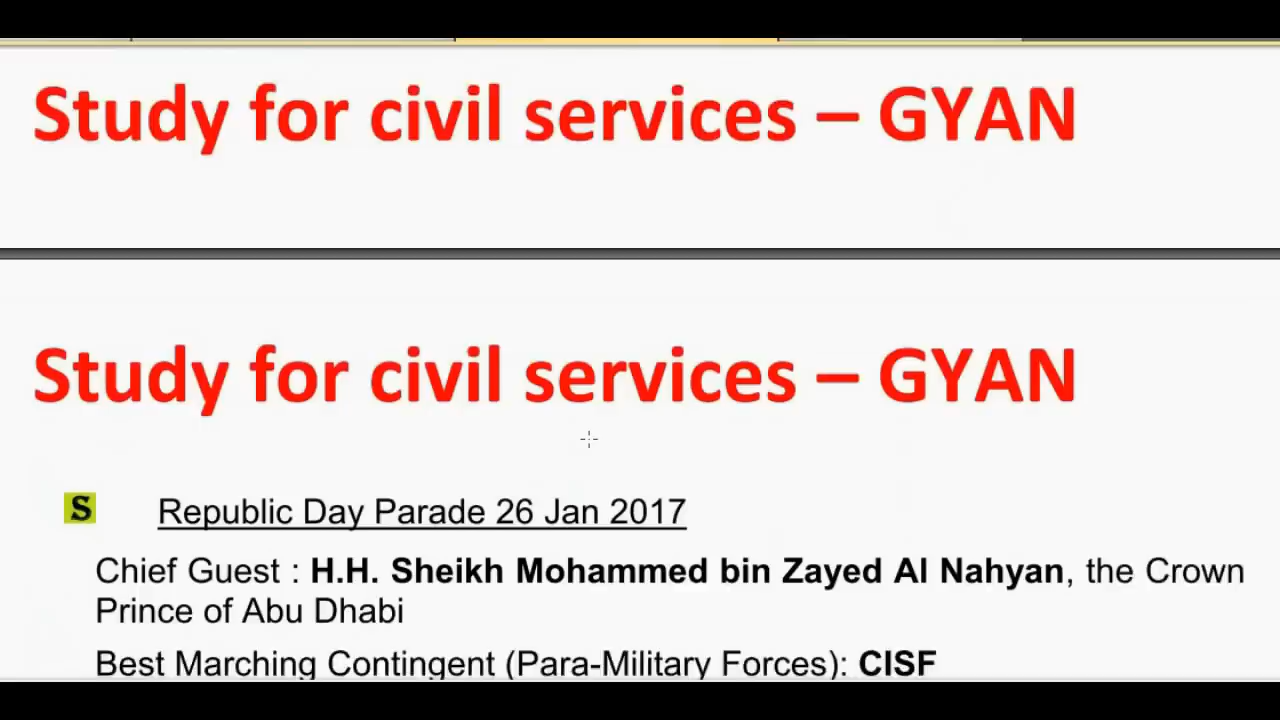 Study for civil services – GYAN
Study for civil services – GYAN
S Republic Day Parade 26 Jan 2017
Chief Guest : H.H. Sheikh Mohammed bin Zayed Al Nahyan, the Crown
Prince of Abu Dhabi
Best Marching Contingent (Para-Military Forces): CISF